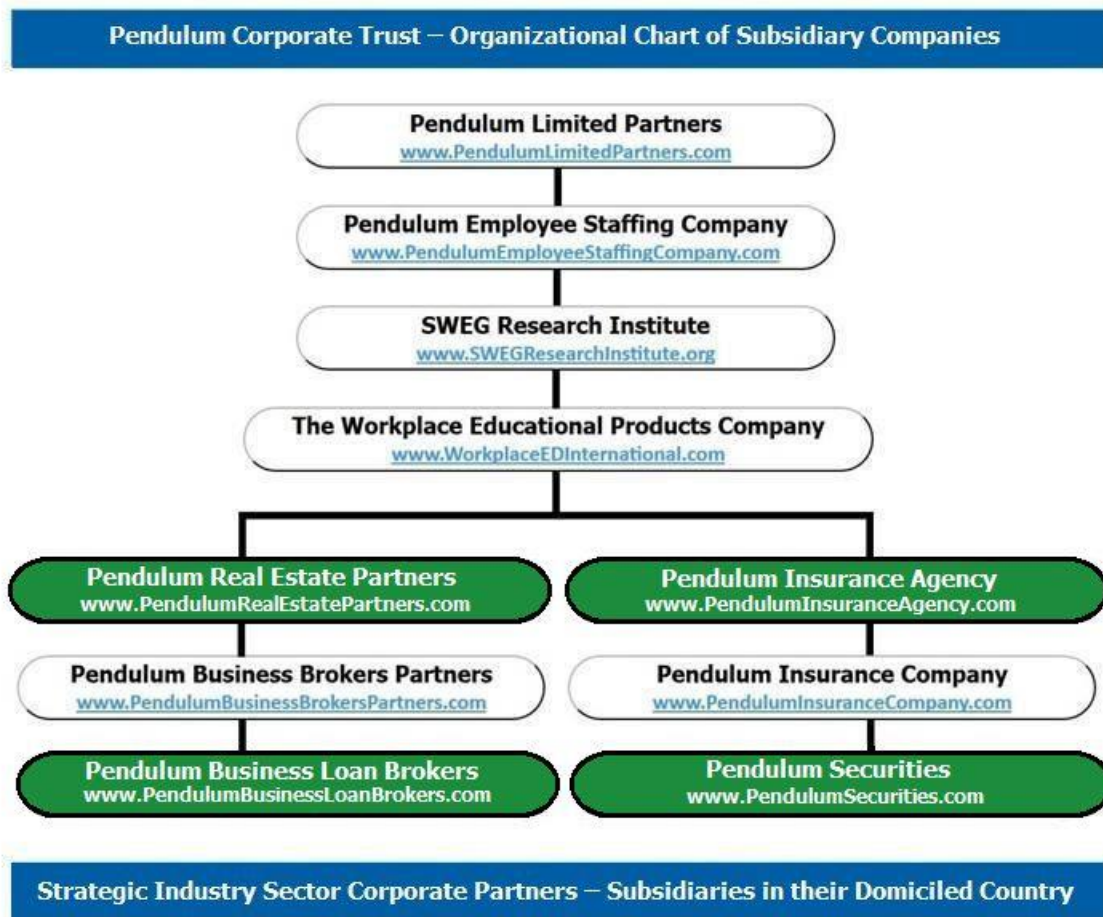 Pendulum Corporate Trust – Organizational Chart of Subsidiary Companies
Pendulum Limited Partners
www.PendulumLimitedPartners.com
Pendulum Employee Staffing Company
www.PendulumEmployeeStaffingCompany.com
SWEG Research Institute
www.SWEGResearchInstitute.org
The Workplace Educational Products Company
www.WorkplaceEDInternational.com
Pendulum Real Estate Partners
www.PendulumRealEstatePartners.com
Pendulum Business Brokers Partners
www.PendulumBusinessBrokersPartners.com
Pendulum Business Loan Brokers
www.PendulumBusinessLoanBrokers.com
Pendulum Insurance Agency
www.PendulumInsuranceAgency.com
Pendulum Insurance Company
www.PendulumInsuranceCompany.com
Pendulum Securities
www.PendulumSecurities.com
Strategic Industry Sector Corporate Partners – Subsidiaries in their Domiciled Country